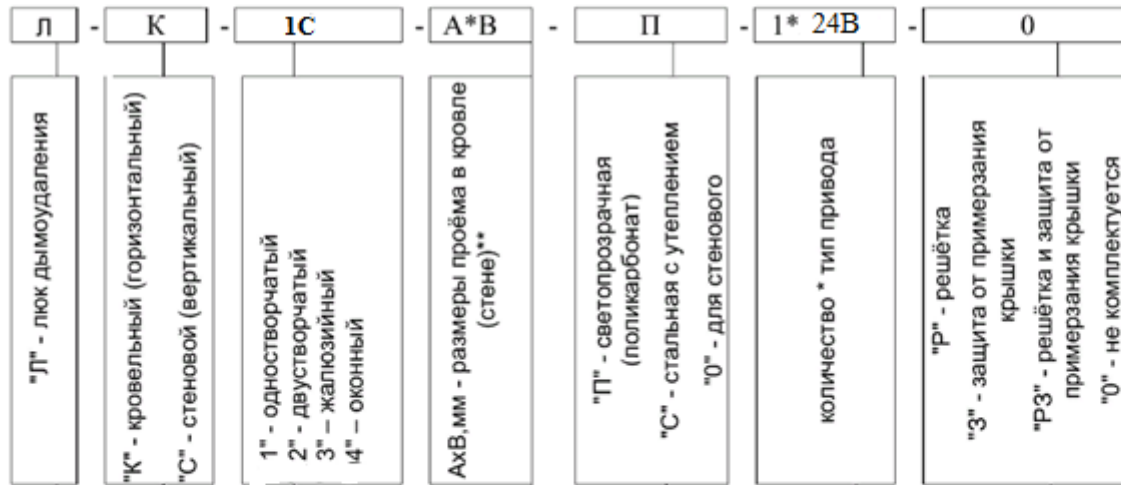 Л - К - 1С - А*В - П - 1* 24В - 0
"Л" - люк дымоудаления
"К" - кровельный (горизонтальный)
"С" - стеновой (вертикальный)
1" - одностворчатый
2" - двустворчатый
3" – жалюзийный
4" – оконный
АхВ,мм - размеры проёма в кровле
(стене)**
"П" - светопрозрачная
(поликарбонат)
"С" - стальная с утеплением
"0" - для стенового
количество * тип привода
"Р" - решётка
"З" - защита от примерзания
крышки
"РЗ" - решётка и защита от
примерзания крышки
"0" - не комплектуется